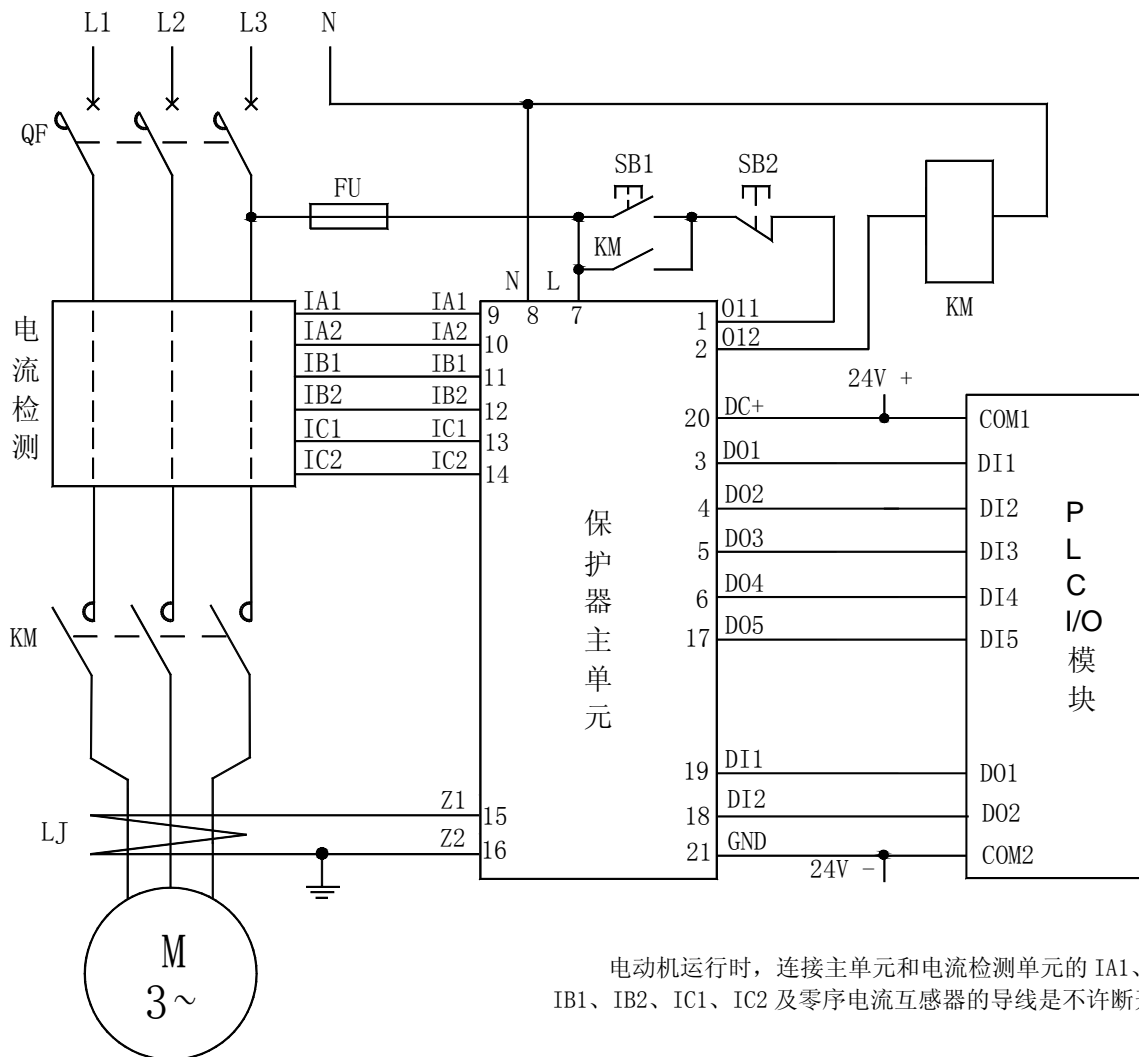 L1 L2 L3 N
QF
SB1 SB2
FU
KM
KM
N L
8 7
电流检测
IA1 IA1 9
IA2 IA2 10
IB1 IB1 11
IB2 IB2 12
IC1 IC1 13
IC2 IC2 14
1 O11
2 O12
24V +
20 DC+ COM1
3 DO1 DI1
4 DO2 DI2
5 DO3 DI3
6 DO4 DI4
17 DO5 DI5
保护器主单元
PLC I/O模块
KM
19 DI1 DO1
18 DI2 DO2
21 GND COM2
24V -
LJ
Z1 15
Z2 16
M
3~
电动机运行时，连接主单元和电流检测单元的 IA1、
IB1、IB2、IC1、IC2 及零序电流互感器的导线是不许断